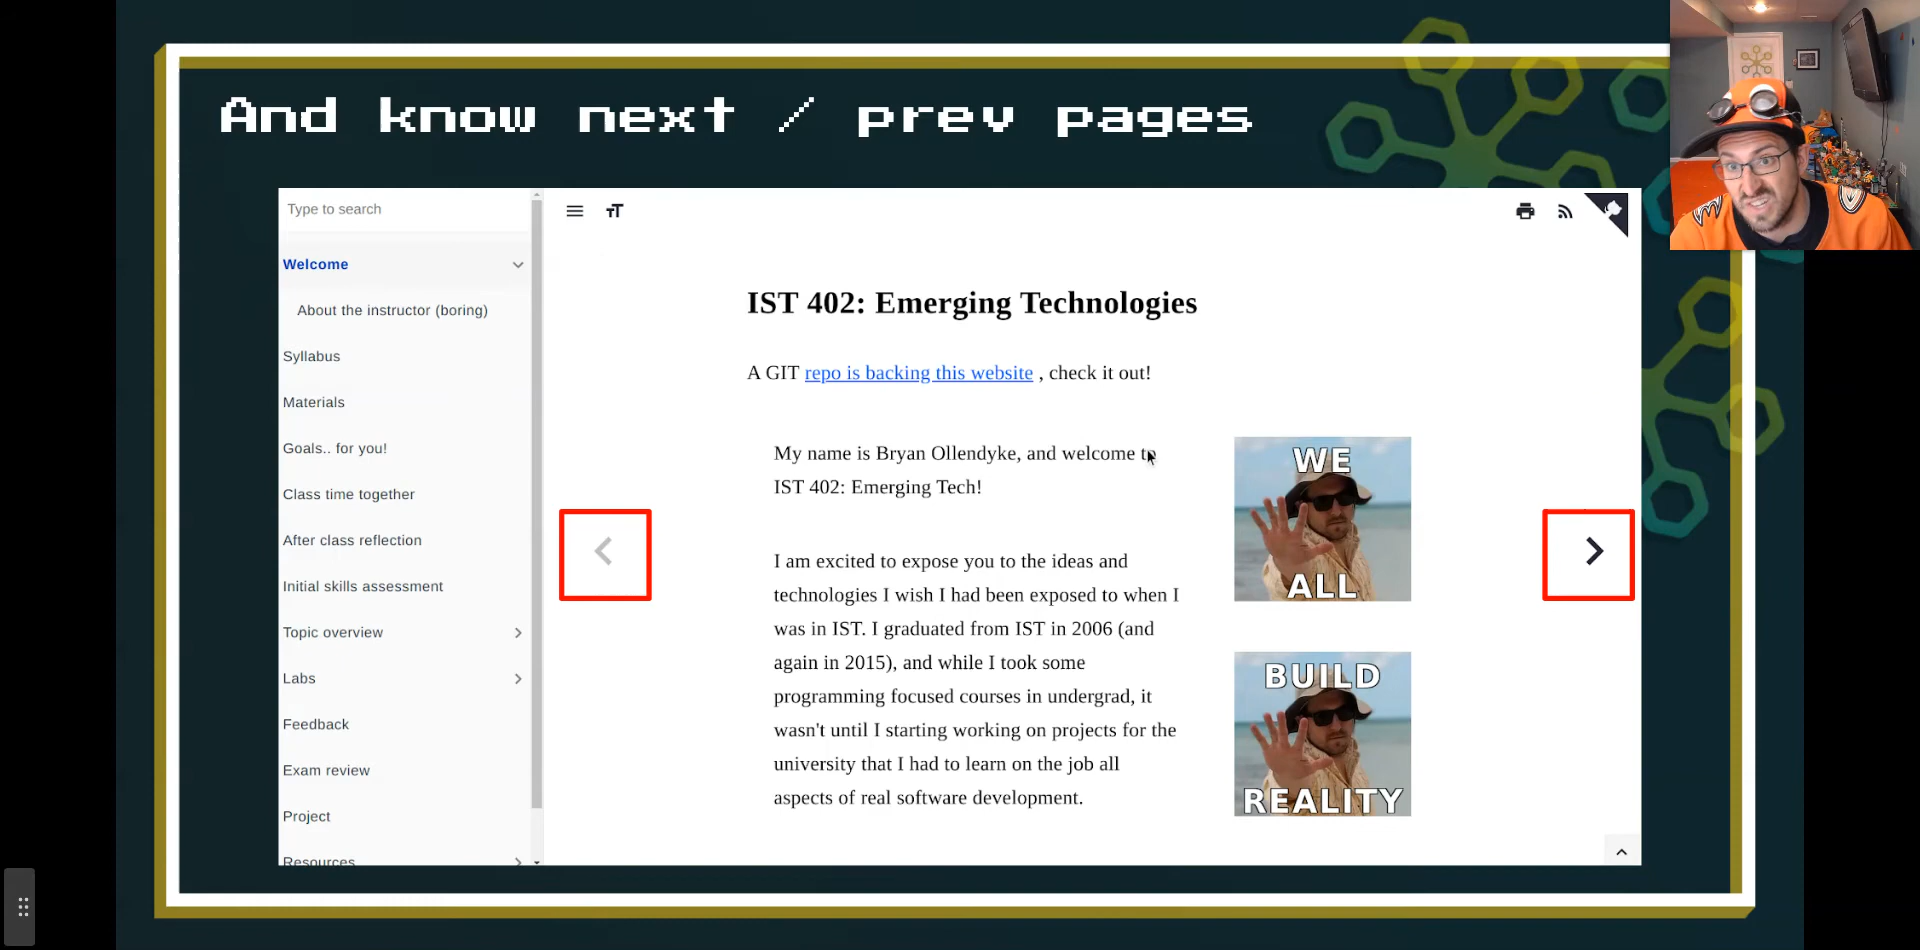 And know next / prev pages
Type to search
Welcome
About the instructor (boring)
Syllabus
Materials
Goals.. for you!
Class time together
After class reflection
Initial skills assessment
Topic overview
Labs
Feedback
Exam review
Project
Resources
IST 402: Emerging Technologies
A GIT repo is backing this website , check it out!
My name is Bryan Ollendyke, and welcome to
IST 402: Emerging Tech!
I am excited to expose you to the ideas and
technologies I wish I had been exposed to when I
was in IST. I graduated from IST in 2006 (and
again in 2015), and while I took some
programming focused courses in undergrad, it
wasn't until I starting working on projects for the
university that I had to learn on the job all
aspects of real software development.
WE
ALL
BUILD
REALITY